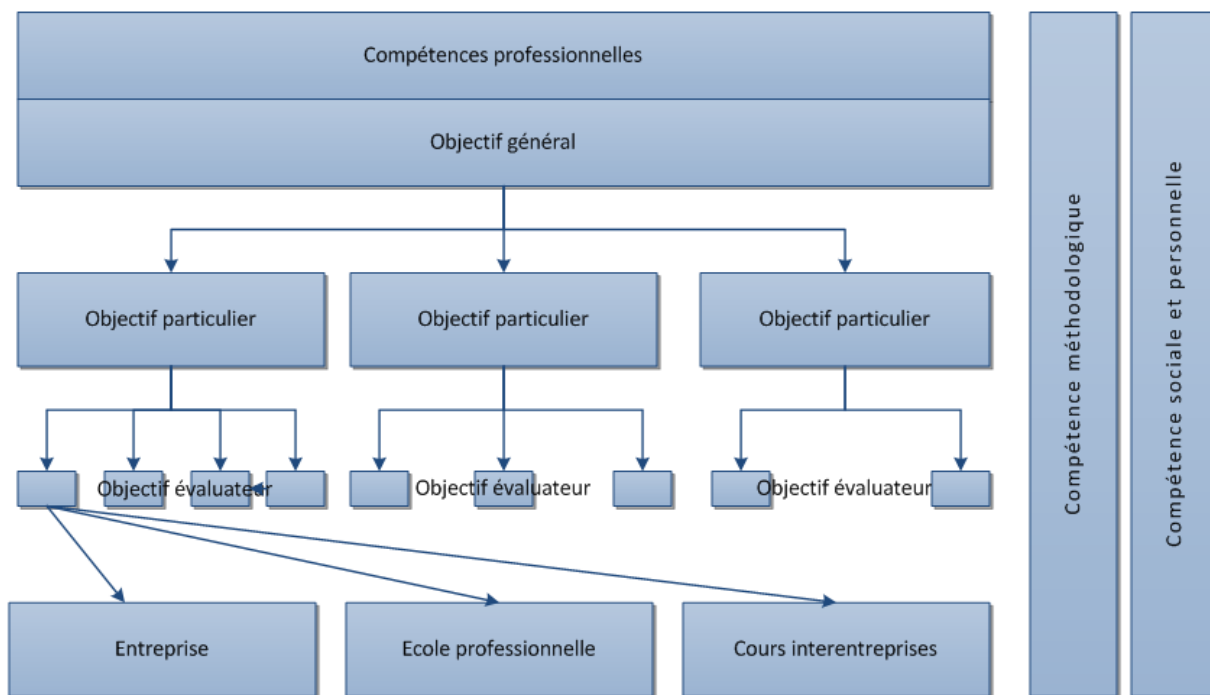 Compétences professionnelles
Objectif général
Objectif particulier
Objectif particulier
Objectif particulier
Objectif évaluateur
Objectif évaluateur
Objectif évaluateur
Entreprise
Ecole professionnelle
Cours interentreprises
Compétence méthodologique
Compétence sociale et personnelle